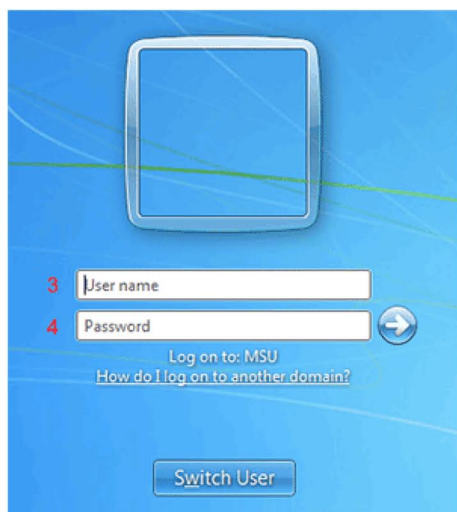 3 User name
4 Password
Log on to: MSU
How do I log on to another domain?
Switch User